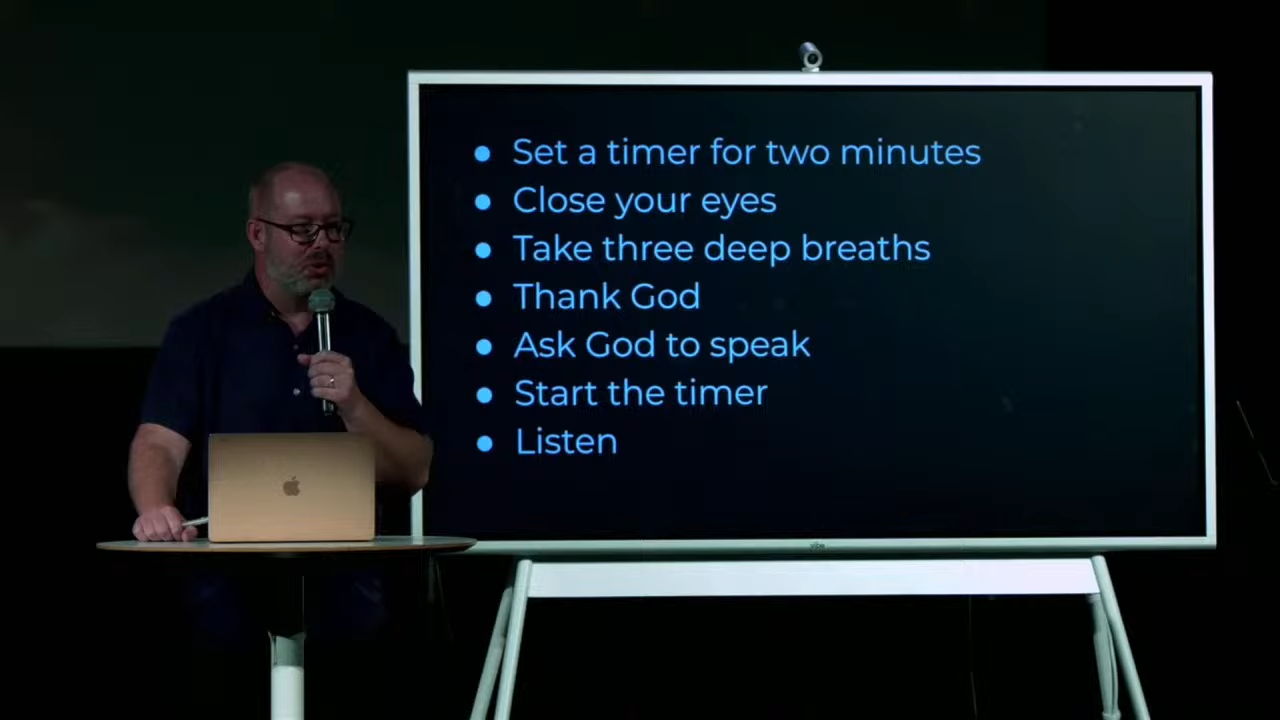 ● Set a timer for two minutes
● Close your eyes
● Take three deep breaths
● Thank God
● Ask God to speak
● Start the timer
● Listen
vibe